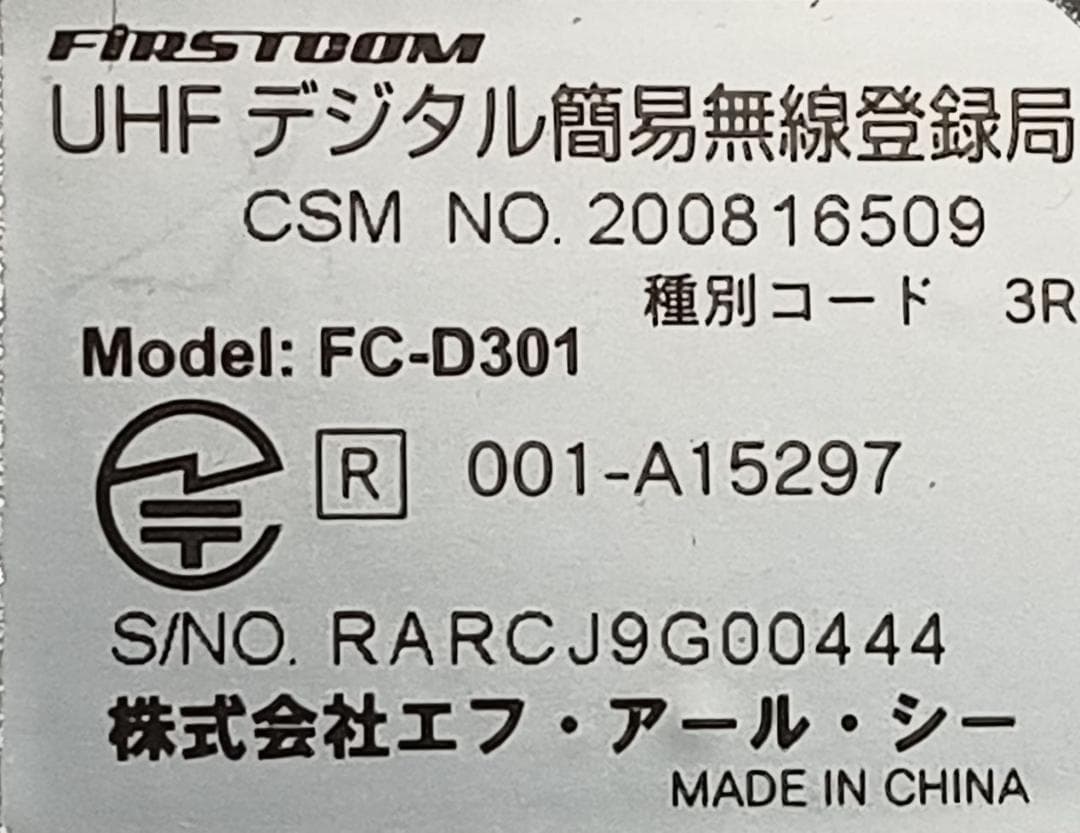 FIRSTCOM
UHF デジタル簡易無線登録局
CSM NO. 200816509
種別コード 3R
Model: FC-D301
R 001-A15297
S/NO. RARCJ9G00444
株式会社エフ・アール・シー
MADE IN CHINA